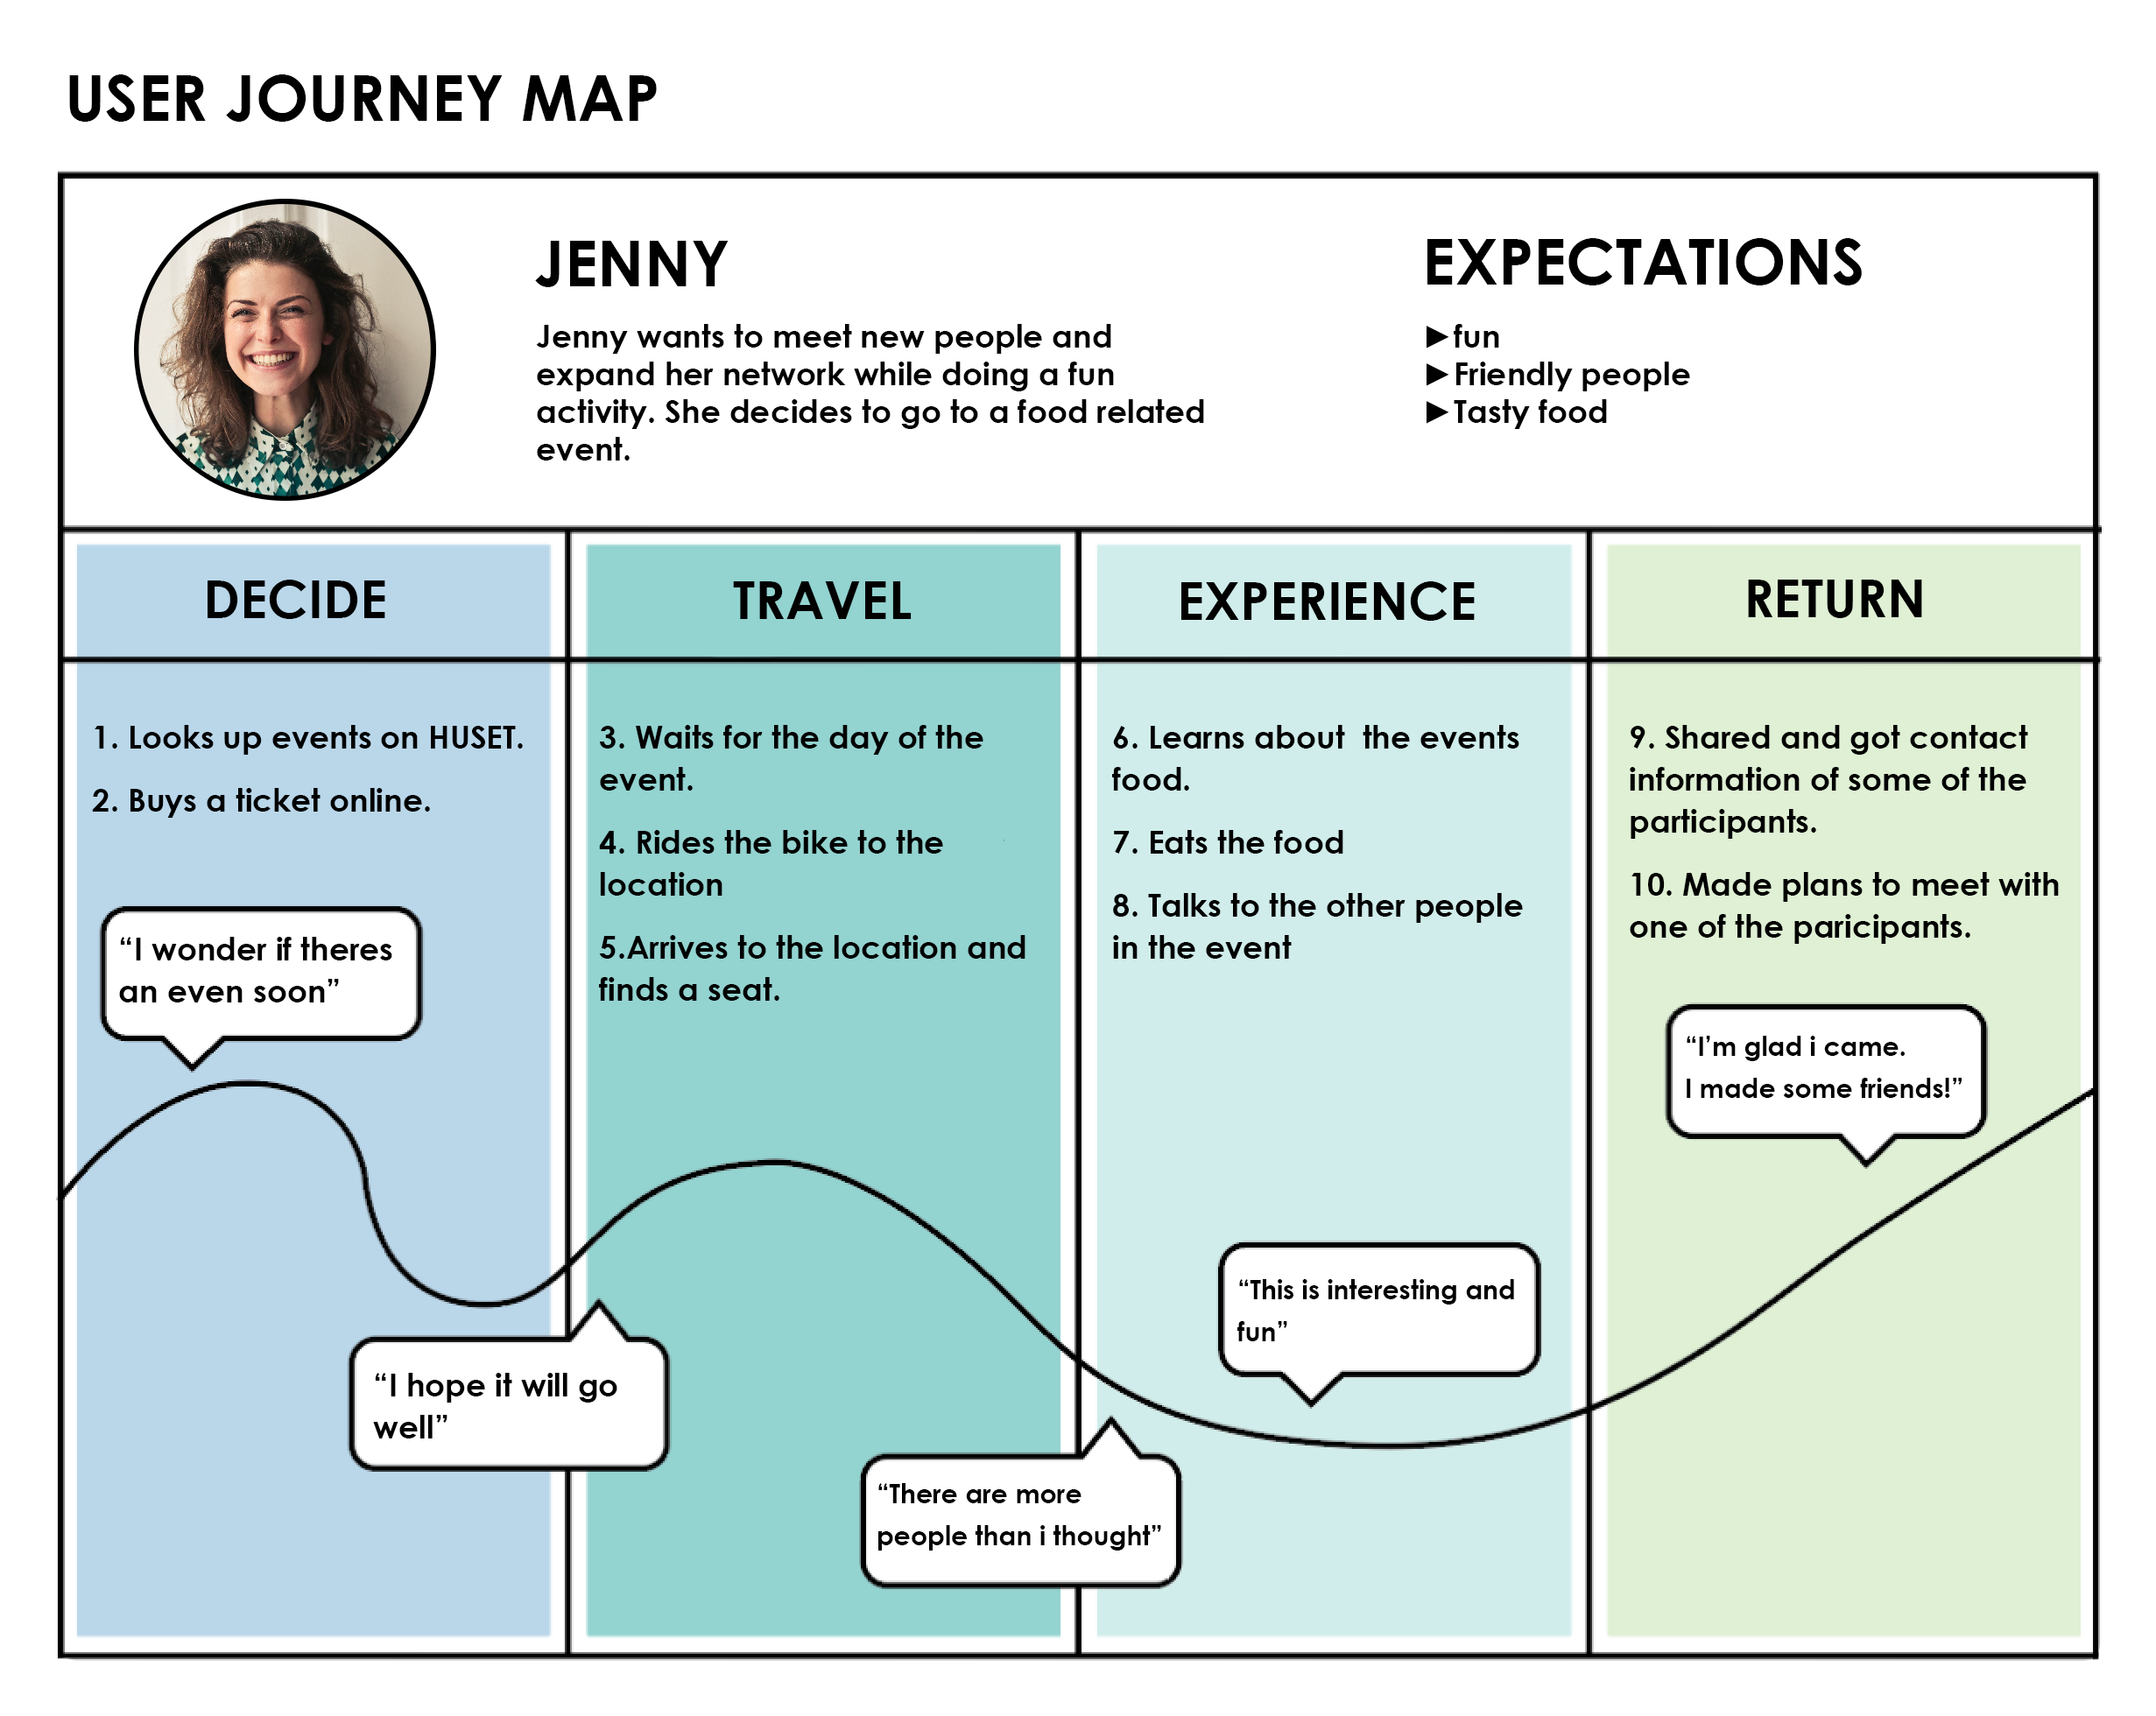 USER JOURNEY MAP
JENNY
Jenny wants to meet new people and
expand her network while doing a fun
activity. She decides to go to a food related
event.
EXPECTATIONS
►fun
►Friendly people
►Tasty food
DECIDE
1. Looks up events on HUSET.
2. Buys a ticket online.
“I wonder if theres
an even soon”
“I hope it will go
well”
TRAVEL
3. Waits for the day of the
event.
4. Rides the bike to the
location
5.Arrives to the location and
finds a seat.
“There are more
people than i thought”
EXPERIENCE
6. Learns about  the events
food.
7. Eats the food
8. Talks to the other people
in the event
“This is interesting and
fun”
RETURN
9. Shared and got contact
information of some of the
participants.
10. Made plans to meet with
one of the paricipants.
“I’m glad i came.
I made some friends!”